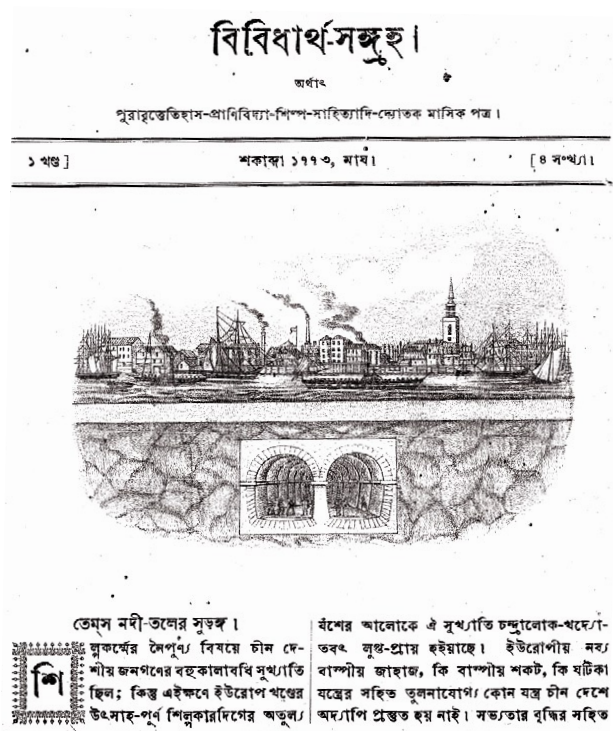 বিবিধার্থ-সঙ্গ্রহ।
অর্থাৎ
পুরাবৃত্তেতিহাস-প্রাণিবিদ্যা-শিল্প-সাহিত্যাদি-দ্যোতক মাসিক পত্র।
১ খণ্ড]
শকাব্দা ১৭৭৩, মাঘ।
[৪ সংখ্যা।
তেম্‌স নদী-তলের সুড়ঙ্গ।
শিল্পকর্ম্মের নৈপুণ্য বিষয়ে চীন দে-
শীয় জনগণের বহুকালাবধি সুখ্যাতি
ছিল; কিন্তু এইক্ষণে ইউরোপ খণ্ডের
উৎসাহ-পূর্ণ শিল্পকারদিগের অতুল্য
যশের আলোকে ঐ সুখ্যাতি চন্দ্রালোক-খদ্যো-
তবৎ লুপ্ত-প্রায় হইয়াছে। ইউরোপীয় নব্য
বাষ্পীয় জাহাজ, কি বাষ্পীয় শকট, কি ঘটিকা
যন্ত্রের সহিত তুলনাযোগ্য কোন যন্ত্র চীন দেশে
অদ্যাপি প্রস্তুত হয় নাই। সভ্যতার বৃদ্ধির সহিত